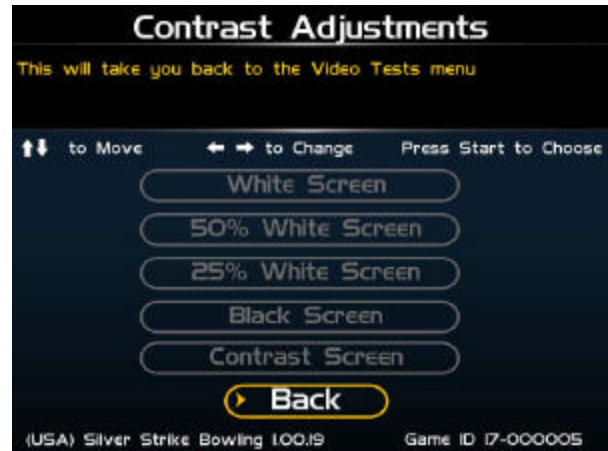 Contrast Adjustments
This will take you back to the Video Tests menu
to Move to Change Press Start to Choose
White Screen
50% White Screen
25% White Screen
Black Screen
Contrast Screen
Back
(USA) Silver Strike Bowling 1.00.19 Game ID 17-000005